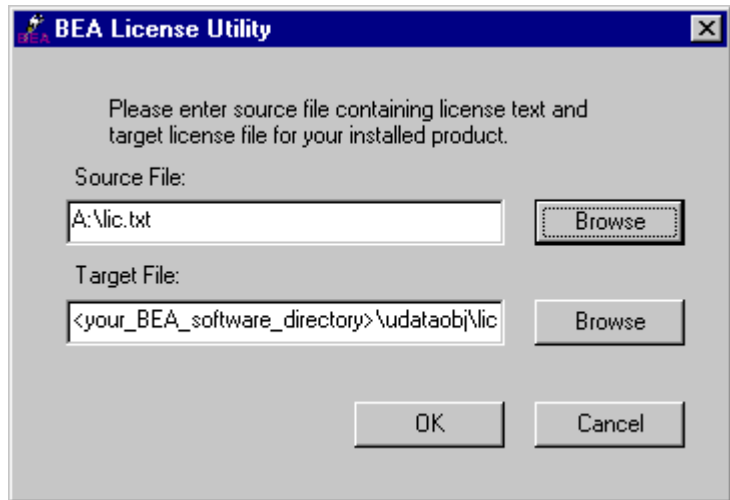 BEA License Utility
Please enter source file containing license text and
target license file for your installed product.
Source File:
A:\lic.txt
Browse
Target File:
<your_BEA_software_directory>\udataobj\lic
Browse
OK
Cancel